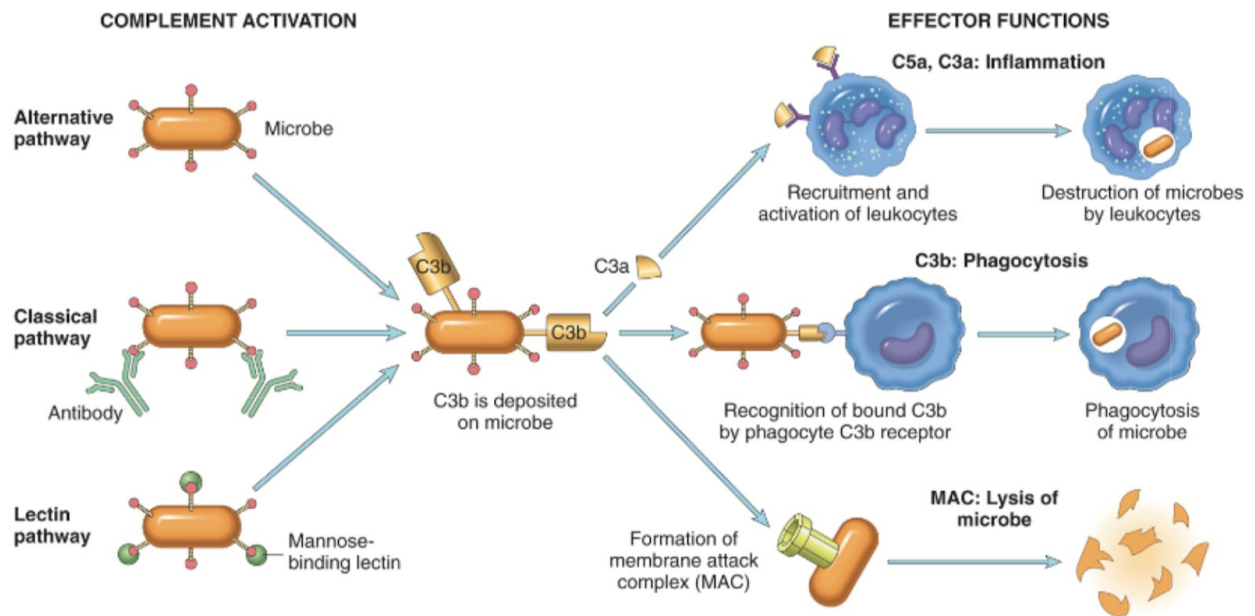 COMPLEMENT ACTIVATION
EFFECTOR FUNCTIONS
C5a, C3a: Inflammation
Alternative
pathway
Microbe
Recruitment and
activation of leukocytes
Destruction of microbes
by leukocytes
C3b
C3a
C3b: Phagocytosis
Classical
pathway
C3b
Antibody
C3b is deposited
on microbe
Recognition of bound C3b
by phagocyte C3b receptor
Phagocytosis
of microbe
Lectin
pathway
Mannose-
binding lectin
Formation of
membrane attack
complex (MAC)
MAC: Lysis of
microbe